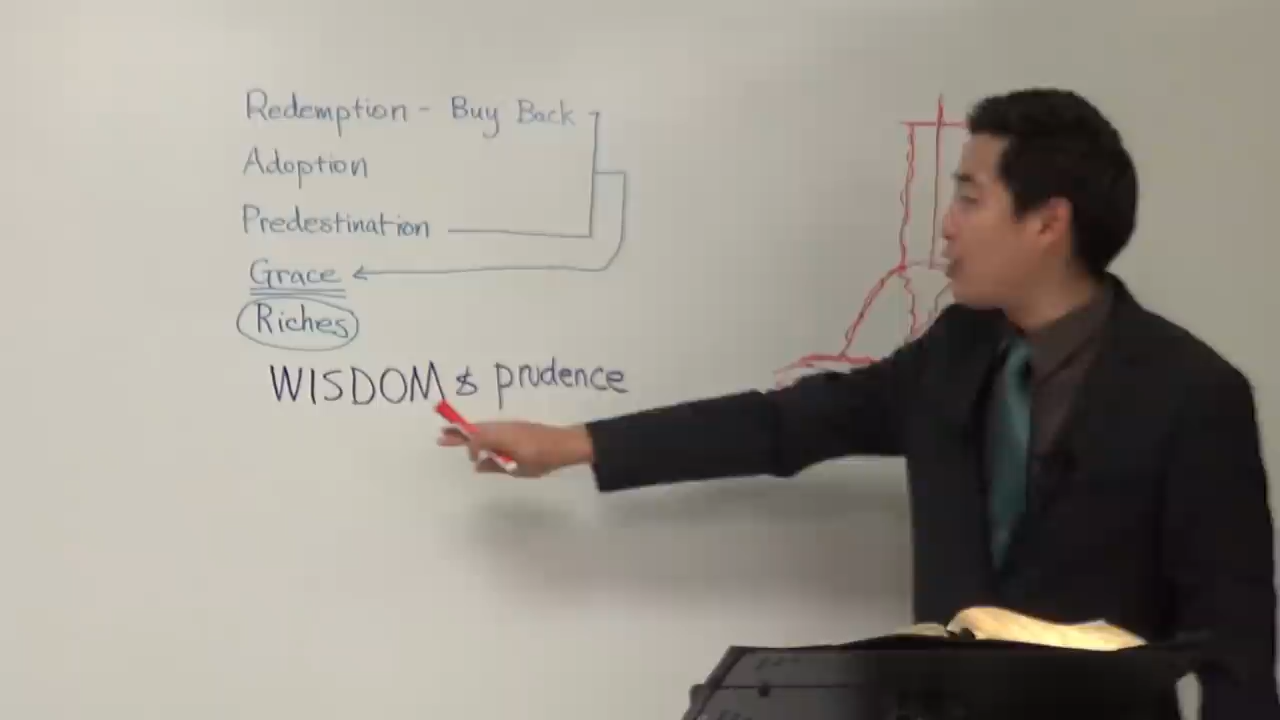 Redemption - Buy Back
Adoption
Predestination
Grace
Riches
WISDOM & prudence